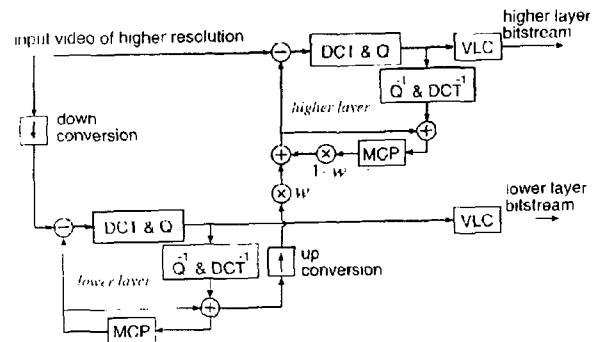 higher layer
bitstream
input video of higher resolution
DCT & Q
VLC
Q⁻¹ & DCT⁻¹
higher layer
down
conversion
MCP
1- w
w
lower layer
bitstream
DCT & Q
VLC
Q⁻¹ & DCT⁻¹
up
conversion
lower layer
MCP